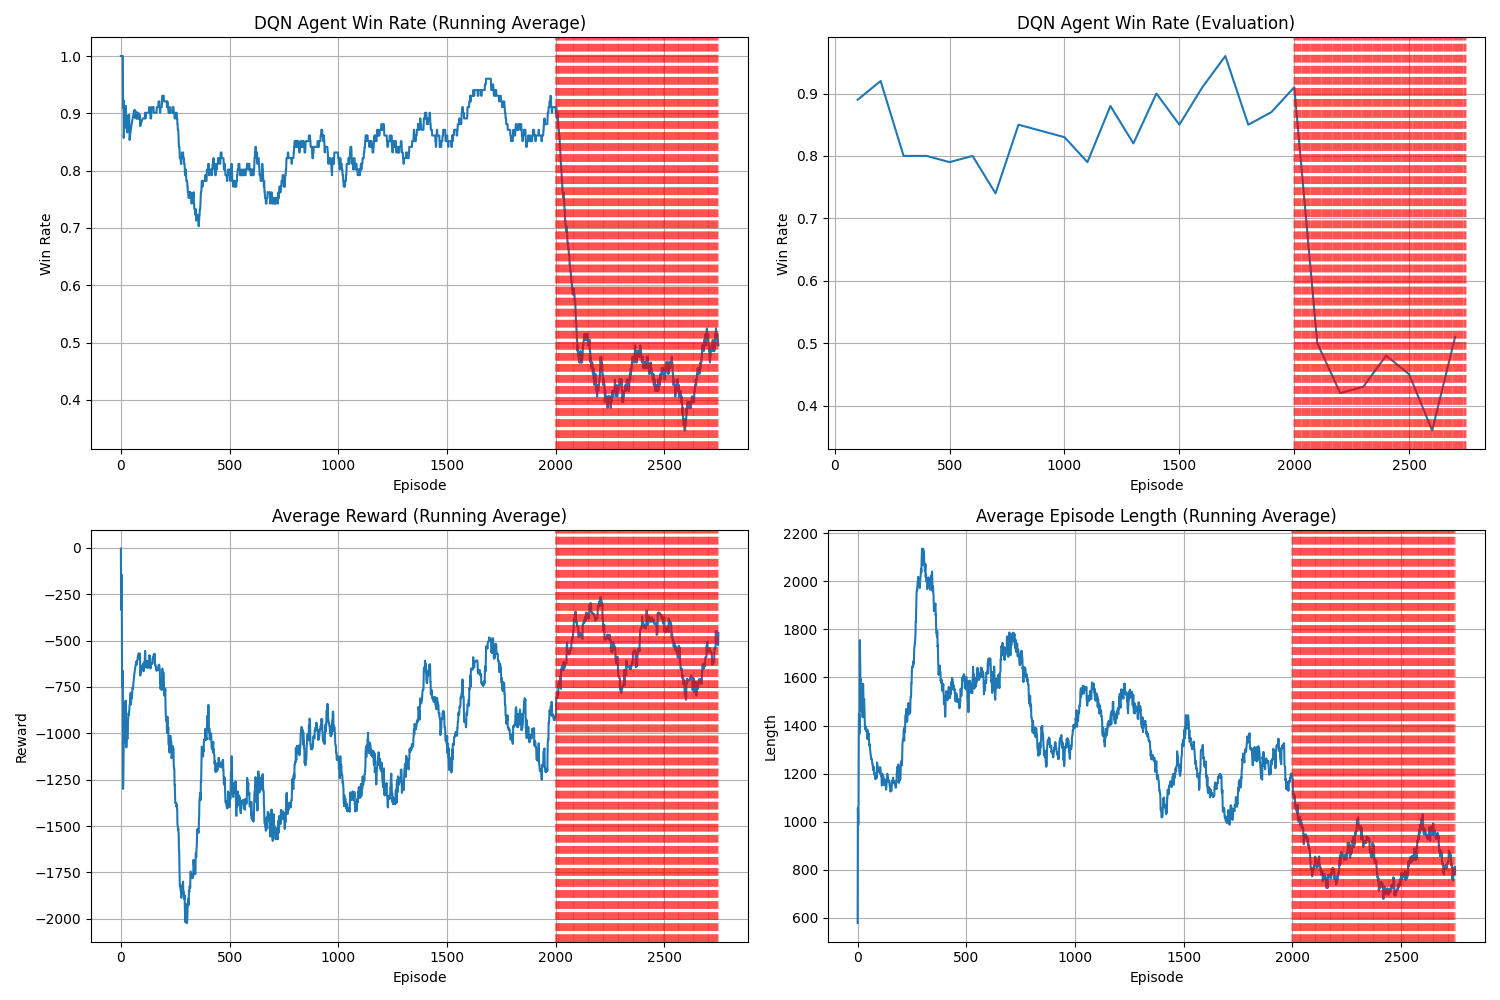 DQN Agent Win Rate (Running Average)
1.0
0.9
0.8
0.7
0.6
0.5
0.4
Win Rate
0 500 1000 1500 2000 2500
Episode
DQN Agent Win Rate (Evaluation)
0.9
0.8
0.7
0.6
0.5
0.4
Win Rate
0 500 1000 1500 2000 2500
Episode
Average Reward (Running Average)
0
−250
−500
−750
−1000
−1250
−1500
−1750
−2000
Reward
0 500 1000 1500 2000 2500
Episode
Average Episode Length (Running Average)
2200
2000
1800
1600
1400
1200
1000
800
600
Length
0 500 1000 1500 2000 2500
Episode